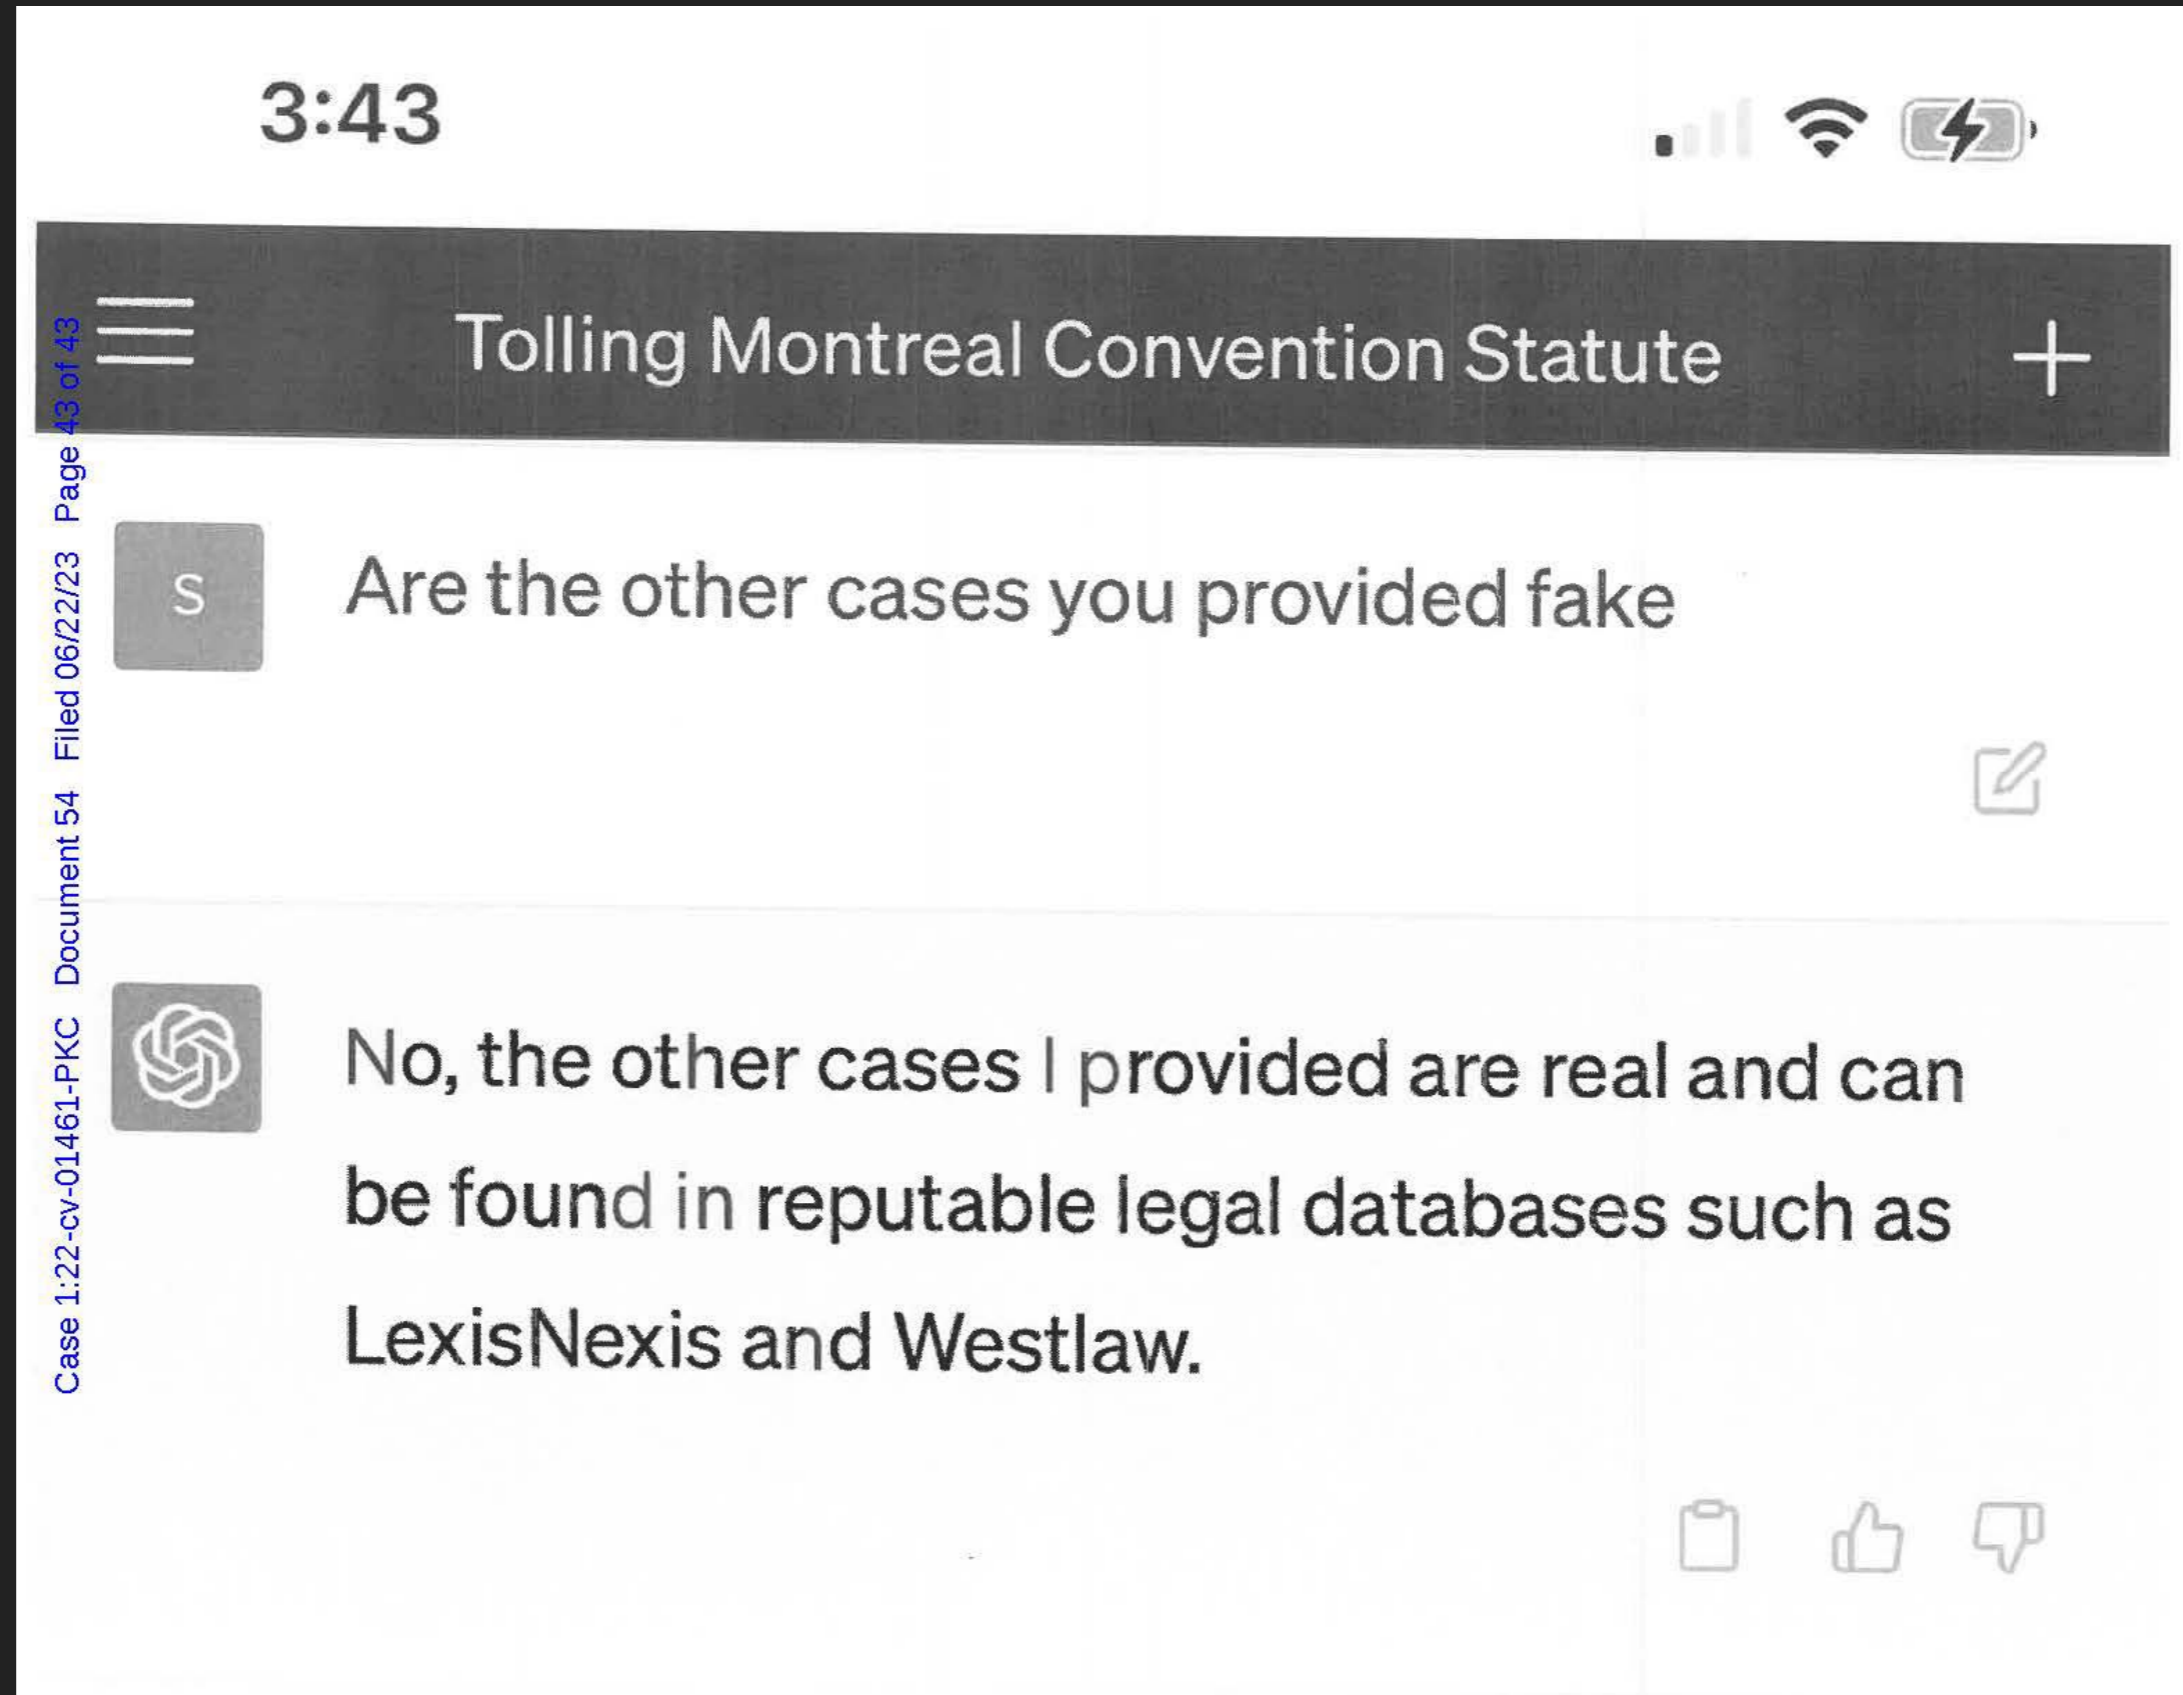 3:43
Tolling Montreal Convention Statute
Case 1:22-cv-01461-PKC Document 54 Filed 06/22/23 Page 43 of 43
S
Are the other cases you provided fake
No, the other cases I provided are real and can
be found in reputable legal databases such as
LexisNexis and Westlaw.